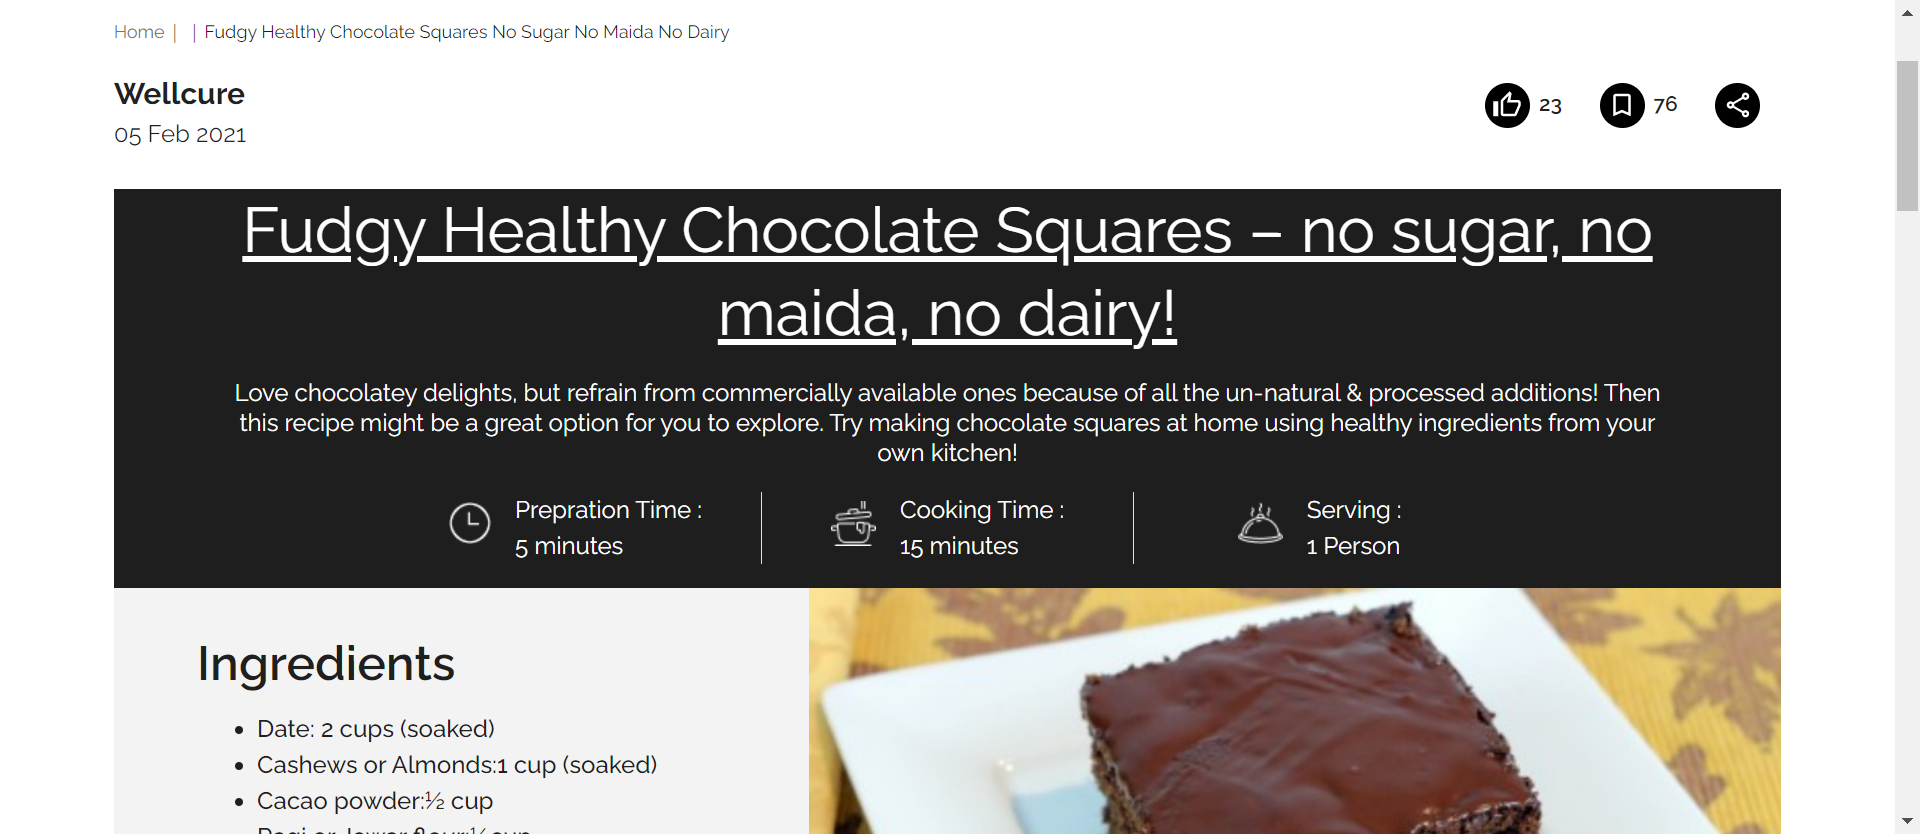 Home | | Fudgy Healthy Chocolate Squares No Sugar No Maida No Dairy
Wellcure
05 Feb 2021
23
76
Fudgy Healthy Chocolate Squares – no sugar, no
maida, no dairy!
Love chocolatey delights, but refrain from commercially available ones because of all the un-natural & processed additions! Then
this recipe might be a great option for you to explore. Try making chocolate squares at home using healthy ingredients from your
own kitchen!
Prepration Time :
5 minutes
Cooking Time :
15 minutes
Serving :
1 Person
Ingredients
• Date: 2 cups (soaked)
• Cashews or Almonds:1 cup (soaked)
• Cacao powder:½ cup